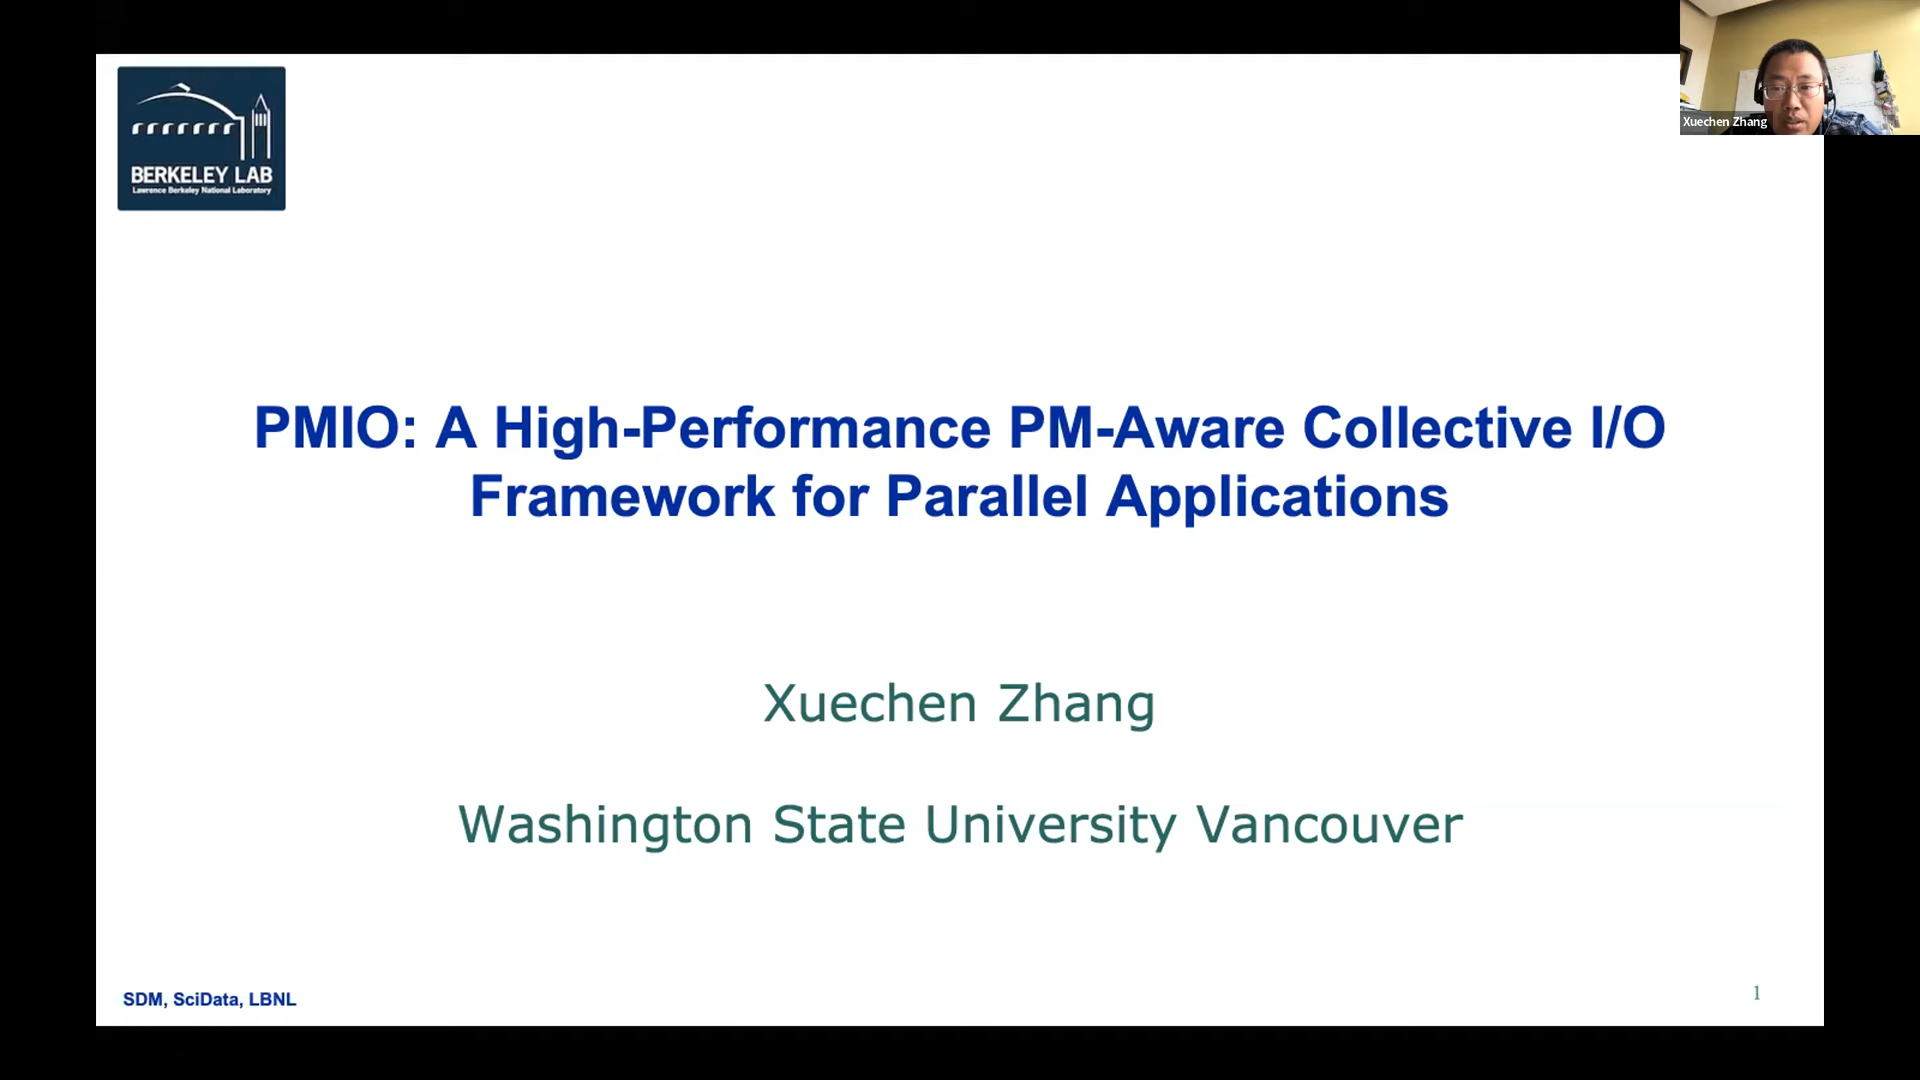 BERKELEY LAB
Lawrence Berkeley National Laboratory
Xuechen Zhang
PMIO: A High-Performance PM-Aware Collective I/O
Framework for Parallel Applications
Xuechen Zhang
Washington State University Vancouver
SDM, SciData, LBNL
1